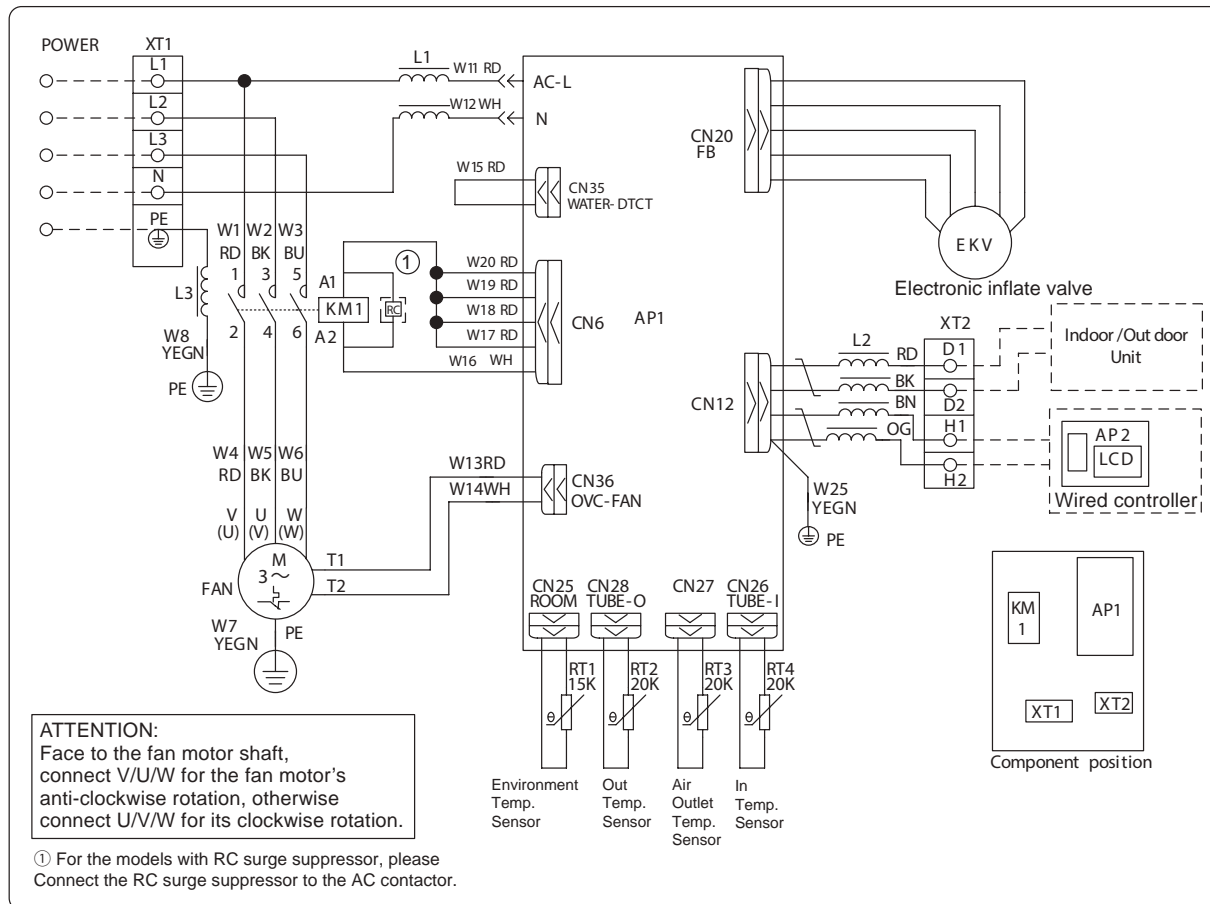 POWER XT1
L1
L2
L3
N
PE
L1
W11 RD
AC-L
W12 WH
N
W15 RD
CN35
WATER-DTCT
CN20
FB
EKV
Electronic inflate valve
W1 W2 W3
RD BK BU
1 3 5
2 4 6
L3
W8
YEGN
PE
A1
KM1
A2
①
RC
W20 RD
W19 RD
W18 RD
W17 RD
W16 WH
CN6
AP1
CN12
L2
RD
BK
BN
OG
XT2
D1
D2
H1
H2
Indoor/Out door
Unit
AP2
LCD
Wired controller
W25
YEGN
PE
W4 W5 W6
RD BK BU
V U W
(U) (V) (W)
M
3~
FAN
T1
T2
W7
YEGN
PE
W13RD
W14WH
CN36
OVC-FAN
CN25 CN28 CN27 CN26
ROOM TUBE-O TUBE-I
RT1 RT2 RT3 RT4
15K 20K 20K 20K
θ θ θ θ
Environment
Temp.
Sensor
Out
Temp.
Sensor
Air
Outlet
Temp.
Sensor
In
Temp.
Sensor
KM
1
AP1
XT1
XT2
Component position
ATTENTION:
Face to the fan motor shaft,
connect V/U/W for the fan motor's
anti-clockwise rotation, otherwise
connect U/V/W for its clockwise rotation.
① For the models with RC surge suppressor, please
Connect the RC surge suppressor to the AC contactor.